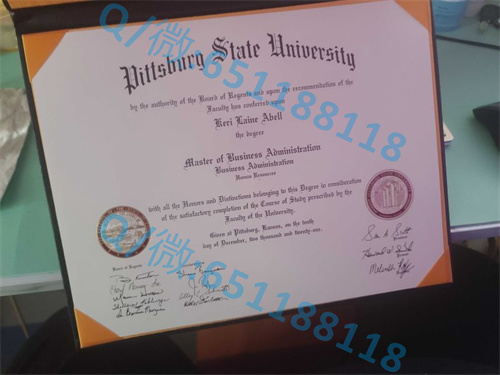 Pittsburg State University
by the authority of the Board of Regents and upon the recommendation of the
Faculty has conferred upon
Keri Laine Abell
the degree
Master of Business Administration
Business Administration
Human Resources
with all the Honors and Distinctions belonging to this Degree in consideration
of the satisfactory completion of the Course of Study prescribed by the
Faculty of the University.
Given at Pittsburg, Kansas, on the tenth
day of December, two thousand and twenty-one.
Board of Regents
Q/微:651188118
Q/微:651188118